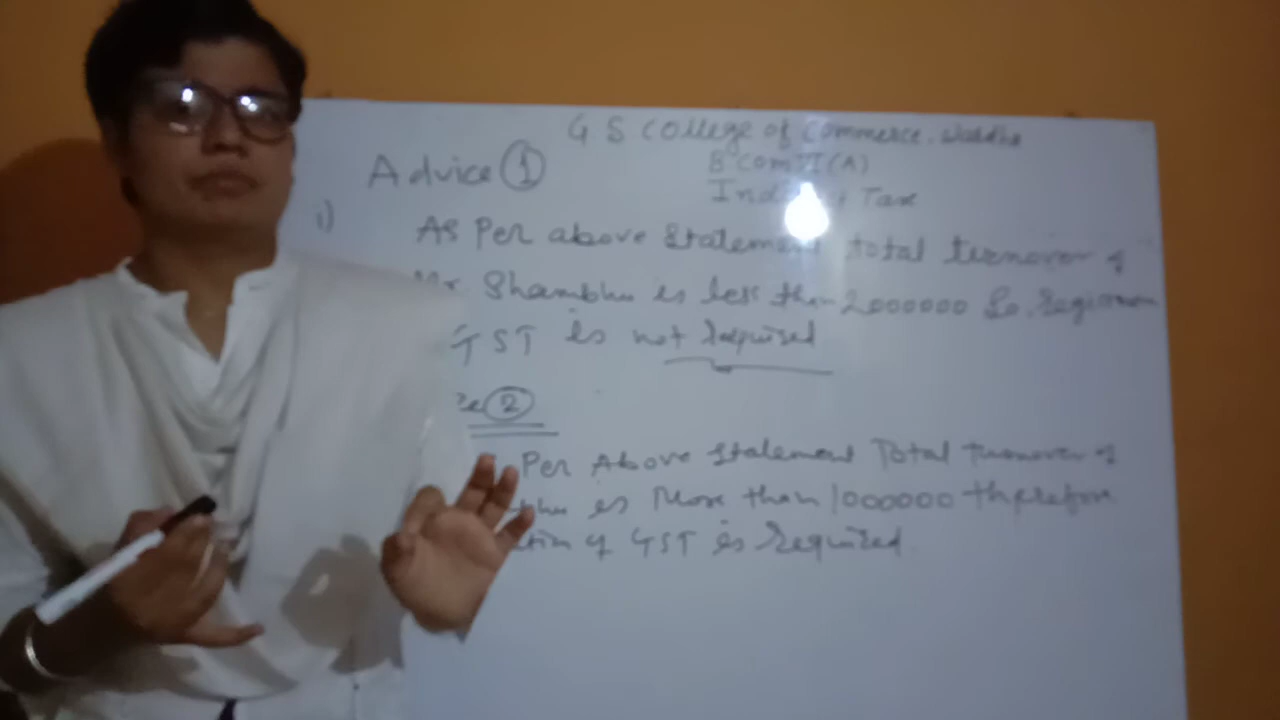 G S College of Commerce. Wardha
B Com II (A)
Advice 1
Tax
i)
As Per above Statement total turnover of
Shambhu is less than 2000000 So.
GST is not required
2
Per Above Statement Total turnover of
is More than 1000000 therefore
of GST is Required.